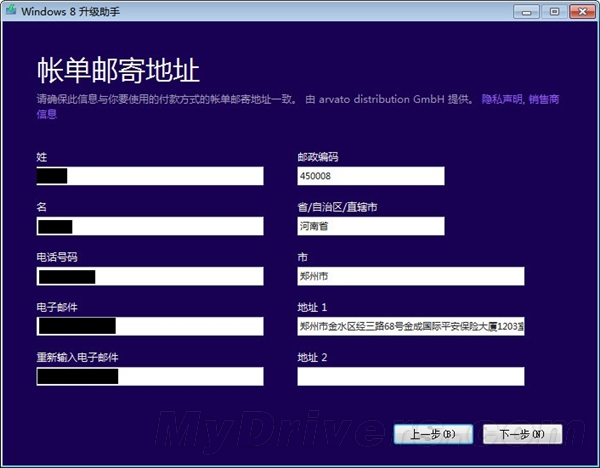 Windows 8 升级助手
帐单邮寄地址
请确保此信息与你要使用的付款方式的帐单邮寄地址一致。 由 arvato distribution GmbH 提供。 隐私声明, 销售商
信息
姓
邮政编码
450008
名
省/自治区/直辖市
河南省
电话号码
市
郑州市
电子邮件
地址 1
郑州市金水区经三路68号金成国际平安保险大厦1203室
重新输入电子邮件
地址 2
上一步(B)
下一步(N)
MyDrivers.com